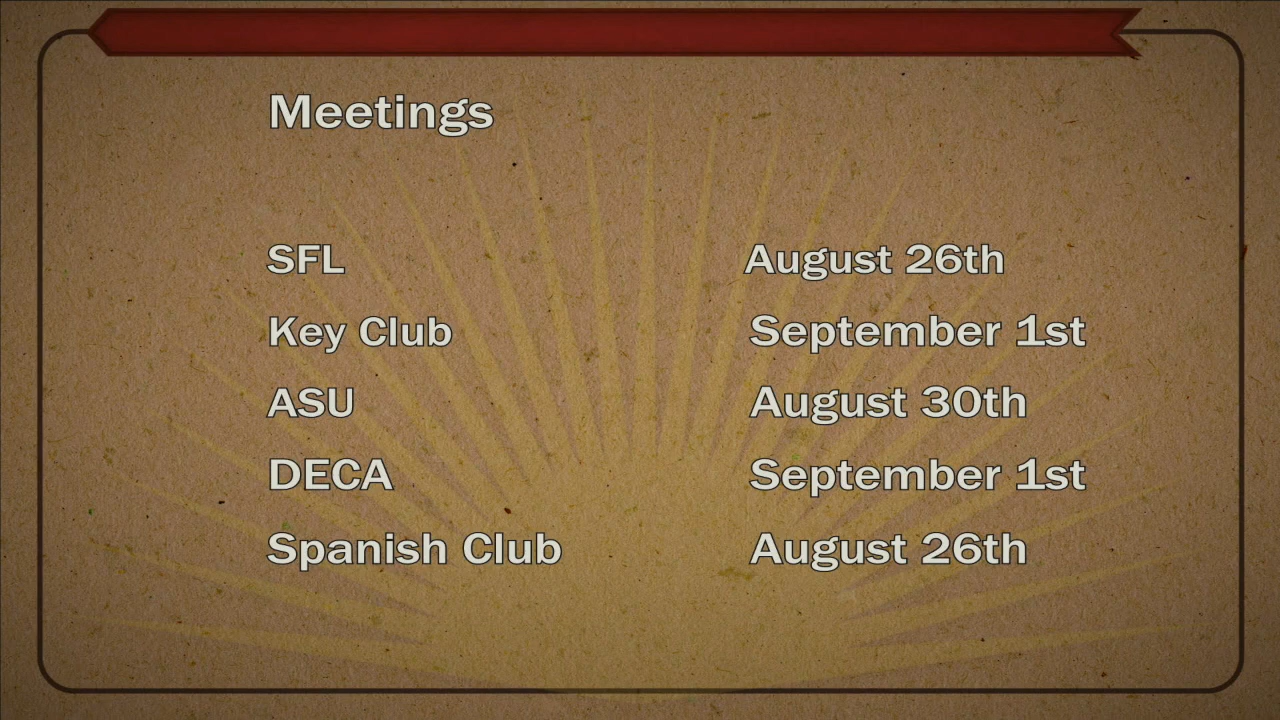 Meetings
SFL August 26th
Key Club September 1st
ASU August 30th
DECA September 1st
Spanish Club August 26th